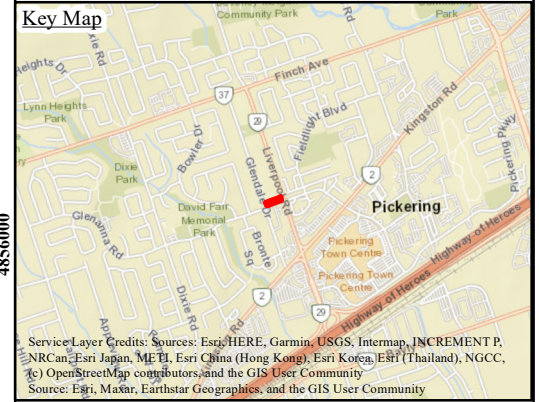 Key Map
Community Park
Rd
Park
xie Rd
Heights Dr
Finch Ave
37
Kingston Rd
Lynn Heights
Park
29
Fieldlight Blvd
Pickering Pkwy
Bowler Dr
Liverpool Rd
Dixie
Park
Glendale Dr
2
David Farr
Memorial
Park
Pickering
Glenanna Rd
Bronte
Sq
Pickering
Town Centre
Highway of Heroes
Pickering Town
Centre
Dixie Rd
2
29
Highway of Heroes
4856000
Service Layer Credits: Sources: Esri, HERE, Garmin, USGS, Intermap, INCREMENT P,
NRCan, Esri Japan, METI, Esri China (Hong Kong), Esri Korea, Esri (Thailand), NGCC,
(c) OpenStreetMap contributors, and the GIS User Community
Source: Esri, Maxar, Earthstar Geographics, and the GIS User Community